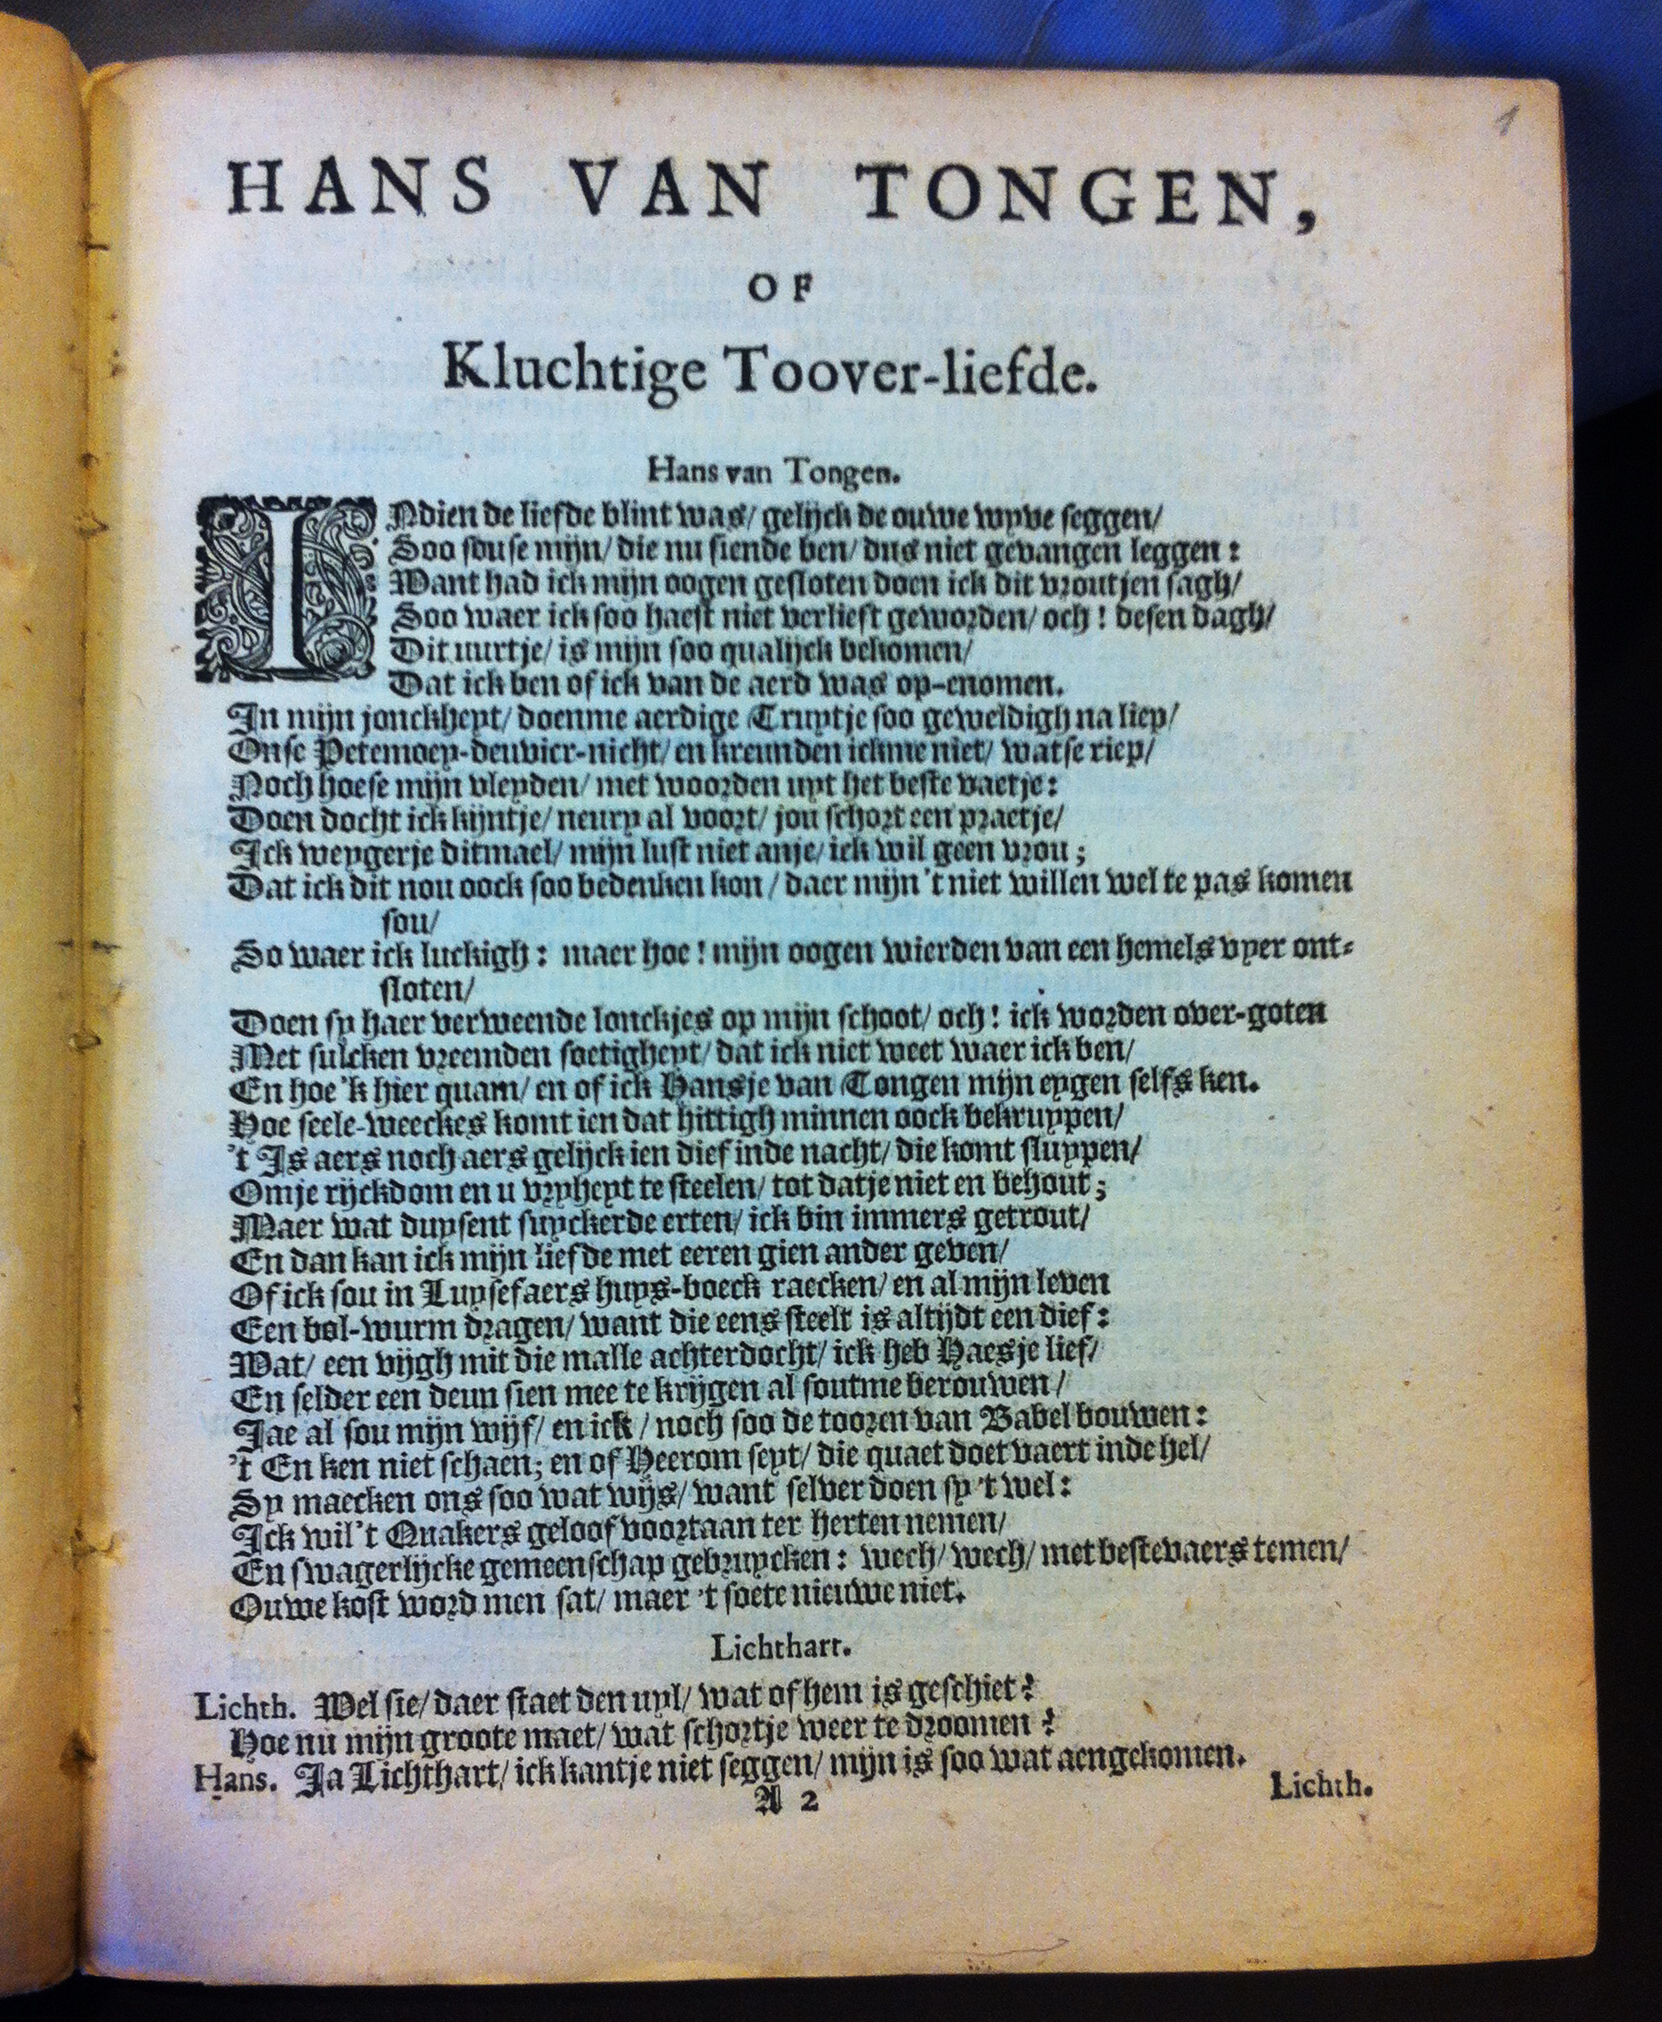 1
HANS VAN TONGEN,
OF
Kluchtige Toover-liefde.
Hans van Tongen.
INdien de liefde blint was/ gelijck de ouwe wyve seggen/
Soo souse mijn/ die nu siende ben/ dus niet gevangen leggen:
Want had ick mijn oogen gesloten doen ick dit vroutjen sagh/
Soo waer ick soo haest niet verlieft geworden/ och! desen dagh/
Dit uurtje/ is mijn soo qualijck bekomen/
Dat ick ben of ick van de aerd was op-enomen.
In mijn jonckheyt/ doenme aerdige Truytje soo geweldigh na liep/
Onse Petemoey-deuvier-nicht/ en kreunden ickme niet/ watse riep/
Noch hoese mijn vleyden/ met woorden uyt het beste vaetje:
Doen docht ick kijntje/ neury al voort/ jou schort een praetje/
Ick weygerje ditmael/ mijn lust niet anje/ ick wil geen vrou;
Dat ick dit nou oock soo bedenken kon/ daer mijn 't niet willen wel te pas komen
sou/
So waer ick luckigh: maer hoe! mijn oogen wierden van een hemels vyer ont-
sloten/
Doen sy haer verweende lonckjes op mijn schoot/ och! ick worden over-goten
Met sulcken vreemden soetigheyt/ dat ick niet weet waer ick ben/
En hoe 'k hier quam/ en of ick Hansje van Tongen mijn eygen selfs ken.
Hoe seele-weeckes komt ien dat hittigh minnen oock bekruypen/
't Is aers noch aers gelijck ien dief inde nacht/ die komt sluypen/
Omje rijckdom en u vryheyt te steelen/ tot datje niet en behout;
Maer wat duysent suyckerde erten/ ick bin immers getrout/
En dan kan ick mijn liefde met eeren gien ander geven/
Of ick sou in Luysefaers huys-boeck raecken/ en al mijn leven
Een bol-wurm dragen/ want die eens steelt is altijdt een dief:
Wat/ een vijgh mit die malle achterdocht/ ick heb Haesje lief/
En selder een deun sien mee te krijgen al soutme berouwen/
Jae al sou mijn wijf/ en ick/ noch soo de tooren van Babel bouwen:
't En ken niet schaen; en of Heerom seyt/ die quaet doet vaert inde hel/
Sy maecken ons soo wat wijs/ want selver doen sy 't wel:
Ick wil 't Quakers geloof voortaan ter herten nemen/
En swagerlijcke gemeenschap gebruycken: wech/ wech/ met bestevaers temen/
Ouwe kost word men sat/ maer 't soete nieuwe niet.
Lichthart.
Lichth. Wel sie/ daer staet den uyl/ wat of hem is geschiet?
Hoe nu mijn groote maet/ wat schortje weer te droomen?
Hans. Ja Lichthart/ ick kantje niet seggen/ mijn is soo wat aengekomen.
A 2
Lichth.